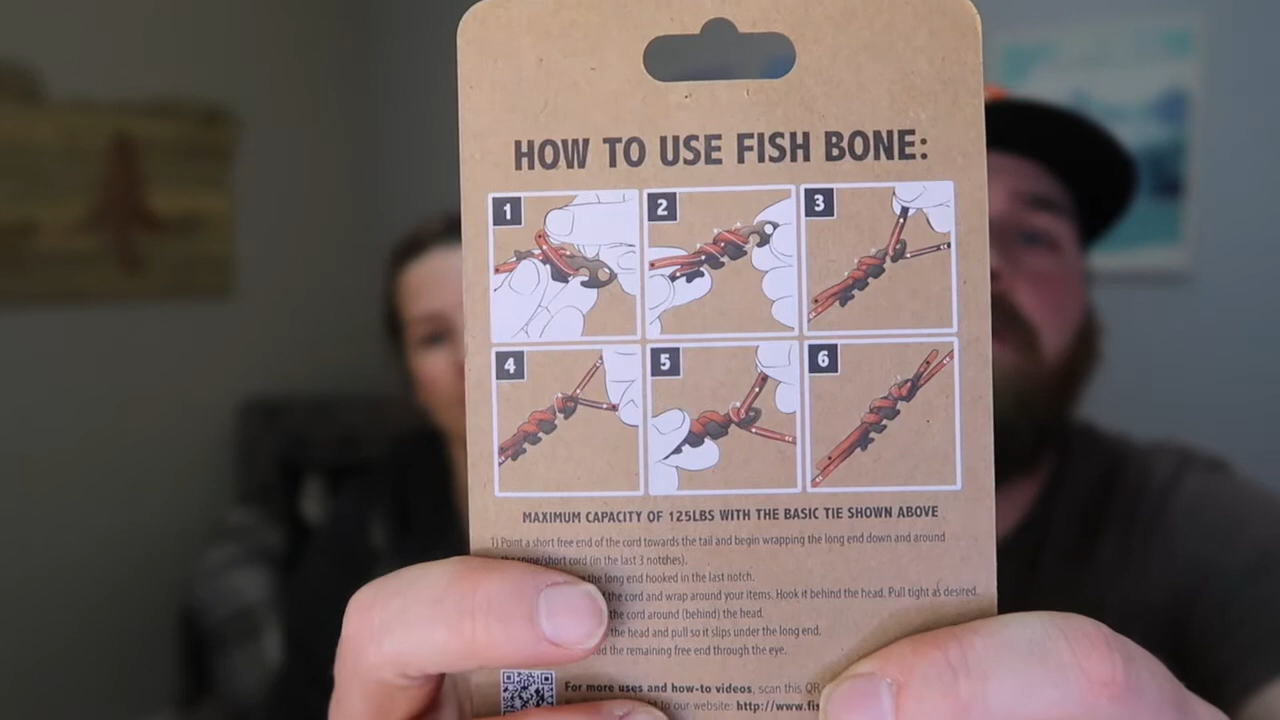 HOW TO USE FISH BONE:
1 2 3
4 5 6
MAXIMUM CAPACITY OF 125LBS WITH THE BASIC TIE SHOWN ABOVE
1) Point a short free end of the cord towards the tail and begin wrapping the long end down and around
the spine/short cord (in the last 3 notches).
the long end hooked in the last notch.
the cord and wrap around your items. Hook it behind the head. Pull tight as desired.
the cord around (behind) the head.
the head and pull so it slips under the long end.
the remaining free end through the eye.
For more uses and how-to videos, scan this QR
to our website: http://www.fis